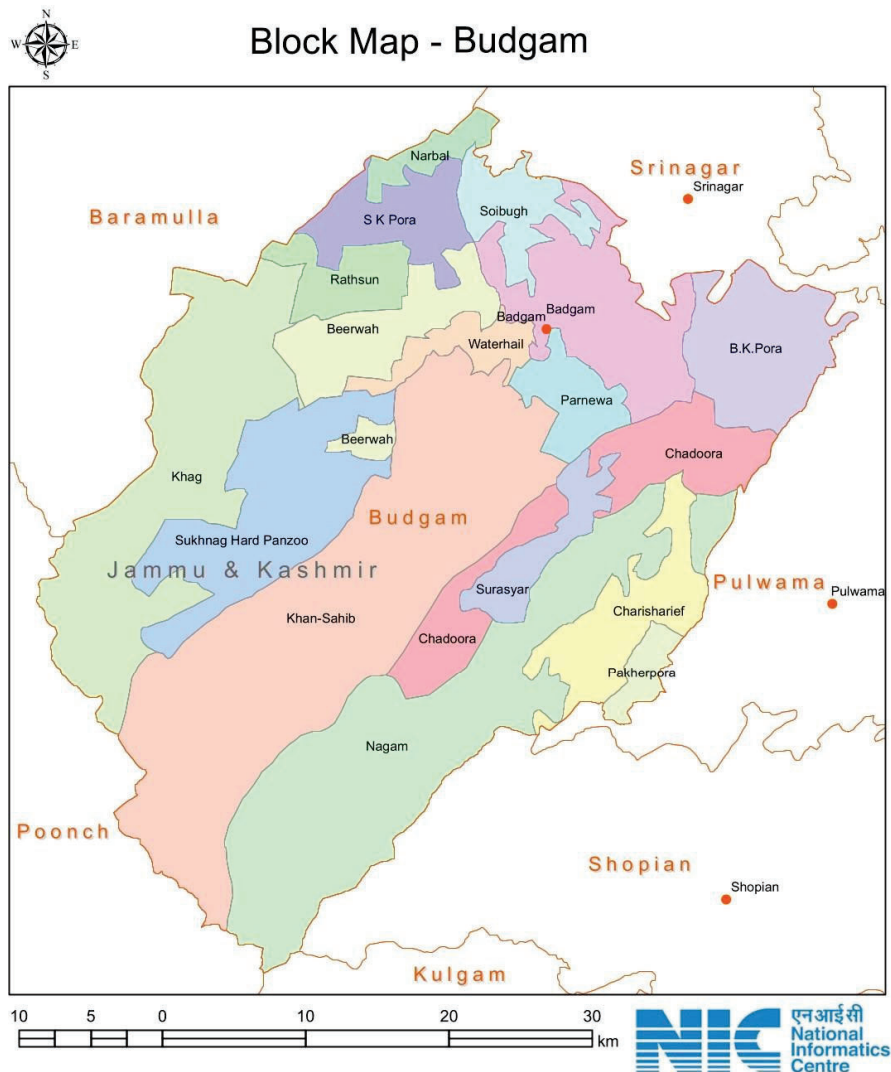 Block Map - Budgam
N
W E
S
Narbal
Srinagar
Srinagar
Baramulla
S K Pora
Soibugh
Rathsun
Badgam
Badgam
Beerwah
Waterhail
B.K.Pora
Parnewa
Beerwah
Chadoora
Khag
Budgam
Sukhnag Hard Panzoo
Jammu & Kashmir
Pulwama
Surasyar
Pulwama
Khan-Sahib
Charisharief
Chadoora
Pakherpora
Nagam
Poonch
Shopian
Shopian
Kulgam
10 5 0 10 20 30
km
NIC
एनआईसी
National
Informatics
Centre